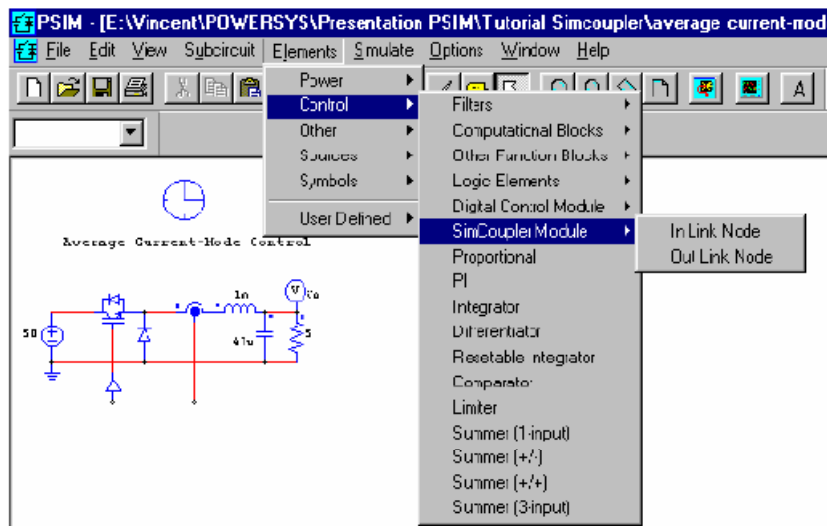 PSIM - [E:\Vincent\POWERSYS\Presentation PSIM\Tutorial Simcoupler\average current-mod
File Edit View Subcircuit Elements Simulate Options Window Help
A
Power
Control
Other
Sources
Symbols
User Defined
Filters
Computational Blocks
Other Function Blocks
Logic Elements
Digital Control Module
SimCoupler Module
Proportional
PI
Integrator
Differentiator
Resetable Integrator
Comparator
Limiter
Summer (1-input)
Summer (+/-)
Summer (+/+)
Summer (3-input)
In Link Node
Out Link Node
Average Current-Mode Control
50
1m
V
Vo
47u
5